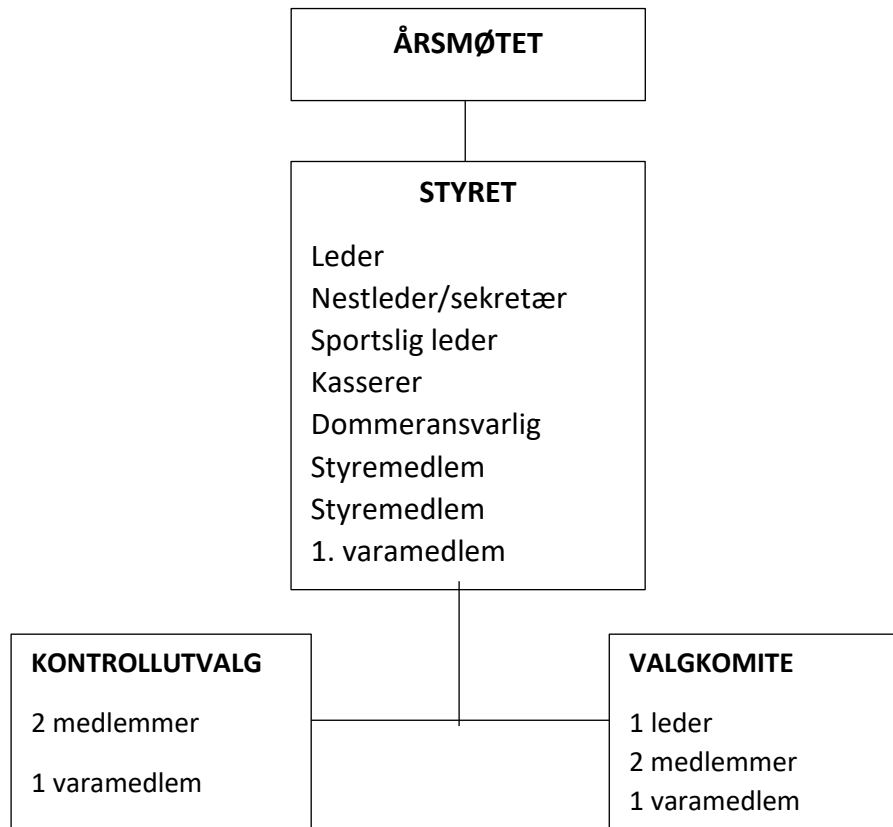 ÅRSMØTET
STYRET
Leder
Nestleder/sekretær
Sportslig leder
Kasserer
Dommeransvarlig
Styremedlem
Styremedlem
1. varamedlem
KONTROLLUTVALG
2 medlemmer
1 varamedlem
VALGKOMITE
1 leder
2 medlemmer
1 varamedlem